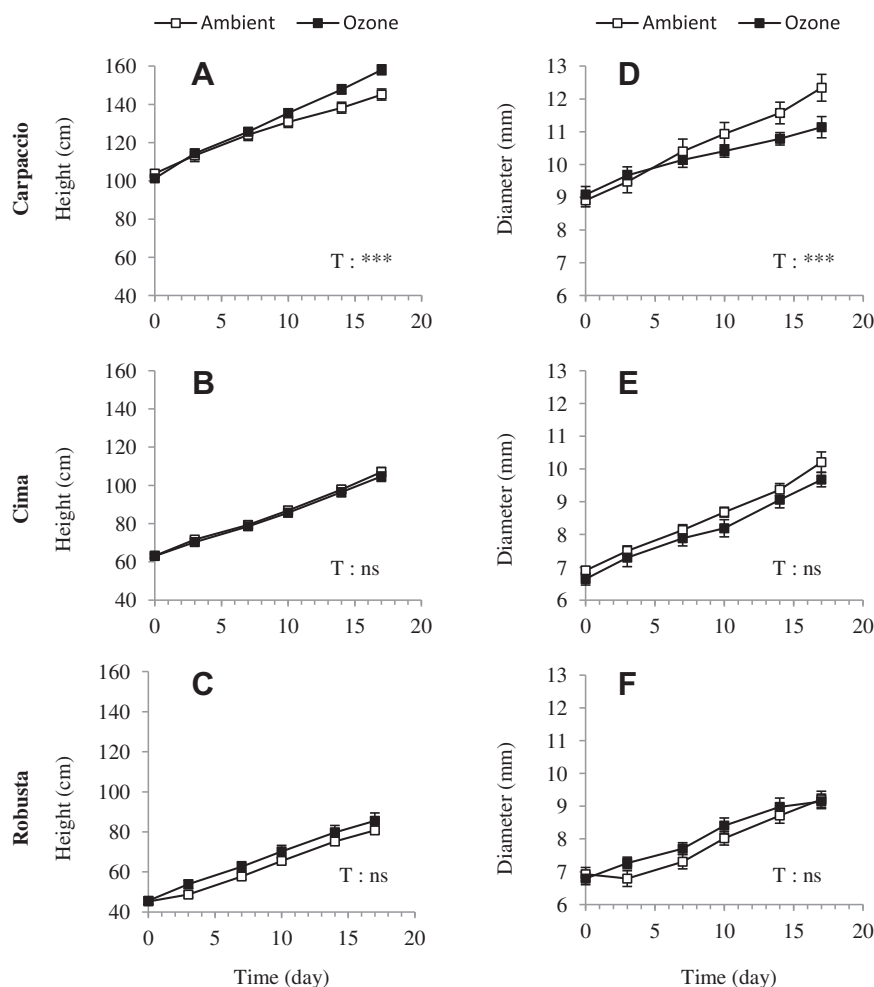 Ambient Ozone
Ambient Ozone
Carpaccio
Height (cm)
160
140
120
100
80
60
40
A
T : ***
0 5 10 15 20
Diameter (mm)
13
12
11
10
9
8
7
6
D
T : ***
0 5 10 15 20
Cima
Height (cm)
160
140
120
100
80
60
40
B
T : ns
0 5 10 15 20
Diameter (mm)
13
12
11
10
9
8
7
6
E
T : ns
0 5 10 15 20
Robusta
Height (cm)
160
140
120
100
80
60
40
C
T : ns
0 5 10 15 20
Time (day)
Diameter (mm)
13
12
11
10
9
8
7
6
F
T : ns
0 5 10 15 20
Time (day)